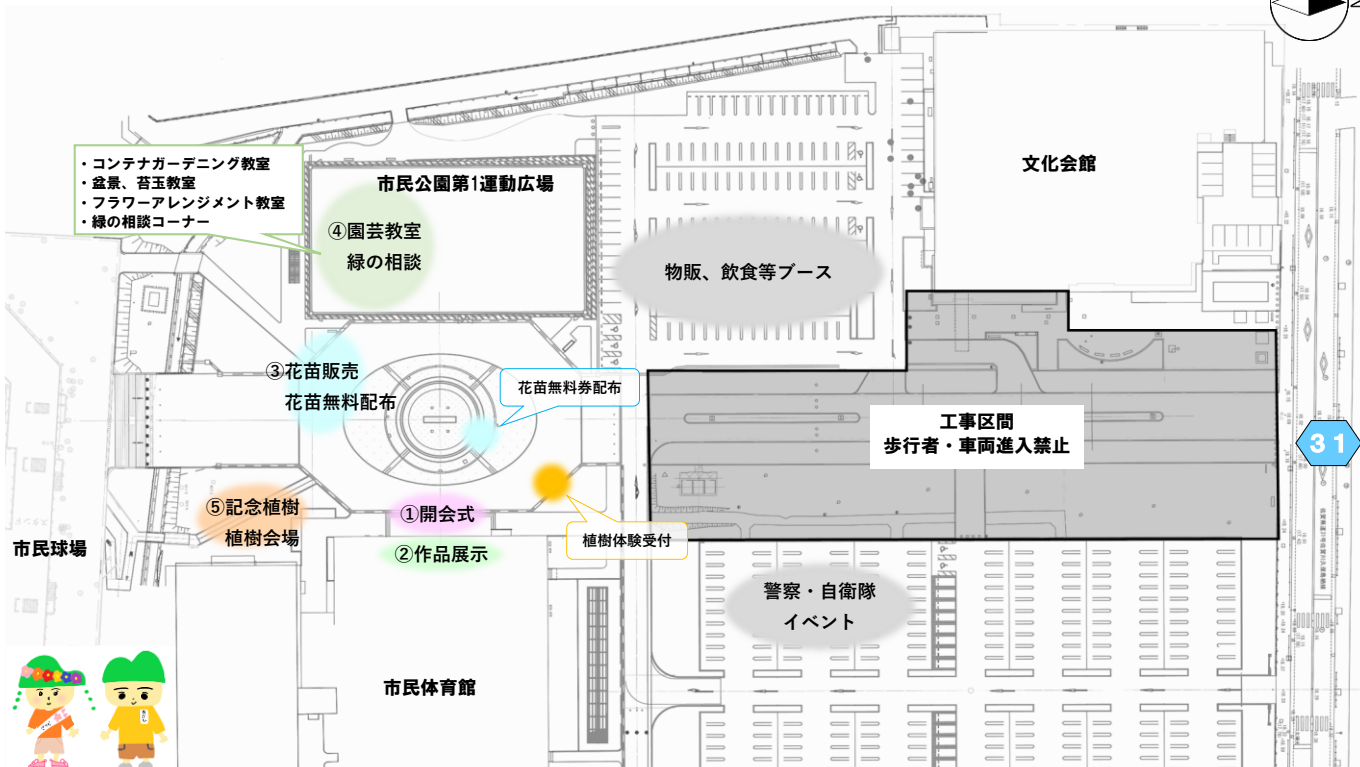 N
・コンテナガーデニング教室
・盆景、苔玉教室
・フラワーアレンジメント教室
・緑の相談コーナー
市民公園第1運動広場
④園芸教室
緑の相談
文化会館
物販、飲食等ブース
③花苗販売
花苗無料配布
花苗無料券配布
工事区間
歩行者・車両進入禁止
31
⑤記念植樹
植樹会場
①開会式
②作品展示
植樹体験受付
市民球場
警察・自衛隊
イベント
市民体育館